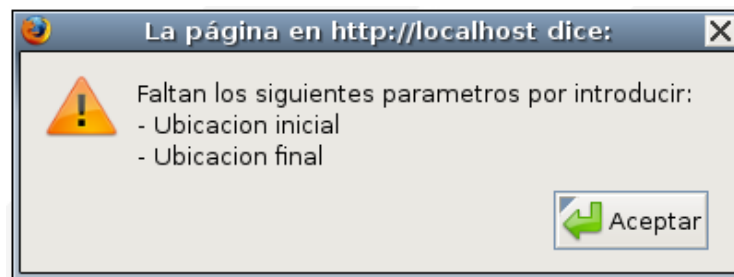 La página en http://localhost dice:
Faltan los siguientes parametros por introducir:
- Ubicacion inicial
- Ubicacion final
Aceptar